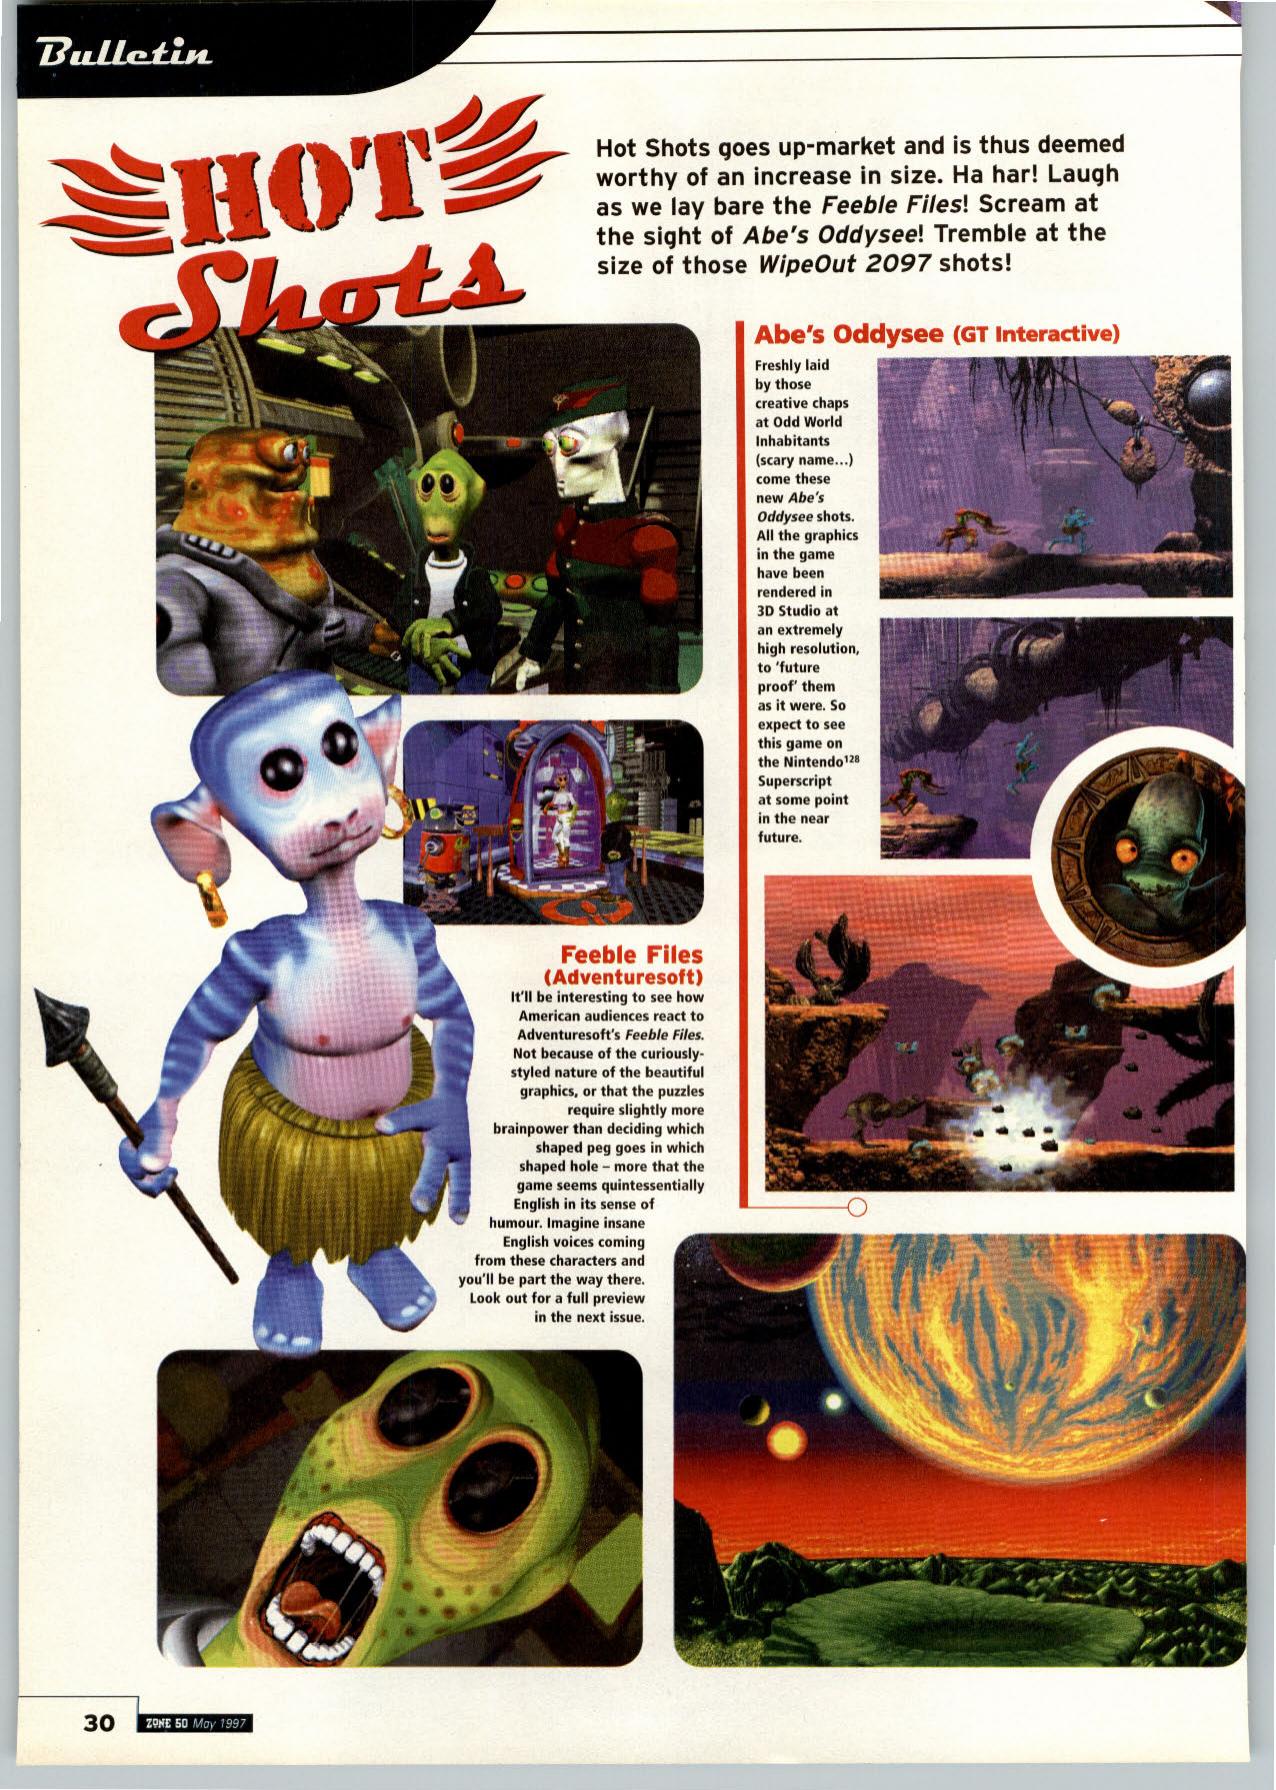 Bulletin
HOT
Shots
Hot Shots goes up-market and is thus deemed
worthy of an increase in size. Ha har! Laugh
as we lay bare the Feeble Files! Scream at
the sight of Abe's Oddysee! Tremble at the
size of those WipeOut 2097 shots!
Abe's Oddysee (GT Interactive)
Freshly laid
by those
creative chaps
at Odd World
Inhabitants
(scary name...)
come these
new Abe's
Oddysee shots.
All the graphics
in the game
have been
rendered in
3D Studio at
an extremely
high resolution,
to 'future
proof' them
as it were. So
expect to see
this game on
the Nintendo¹²⁸
Superscript
at some point
in the near
future.
Feeble Files
(Adventuresoft)
It'll be interesting to see how
American audiences react to
Adventuresoft's Feeble Files.
Not because of the curiously-
styled nature of the beautiful
graphics, or that the puzzles
require slightly more
brainpower than deciding which
shaped peg goes in which
shaped hole – more that the
game seems quintessentially
English in its sense of
humour. Imagine insane
English voices coming
from these characters and
you'll be part the way there.
Look out for a full preview
in the next issue.
30 ZONE 50 May 1997